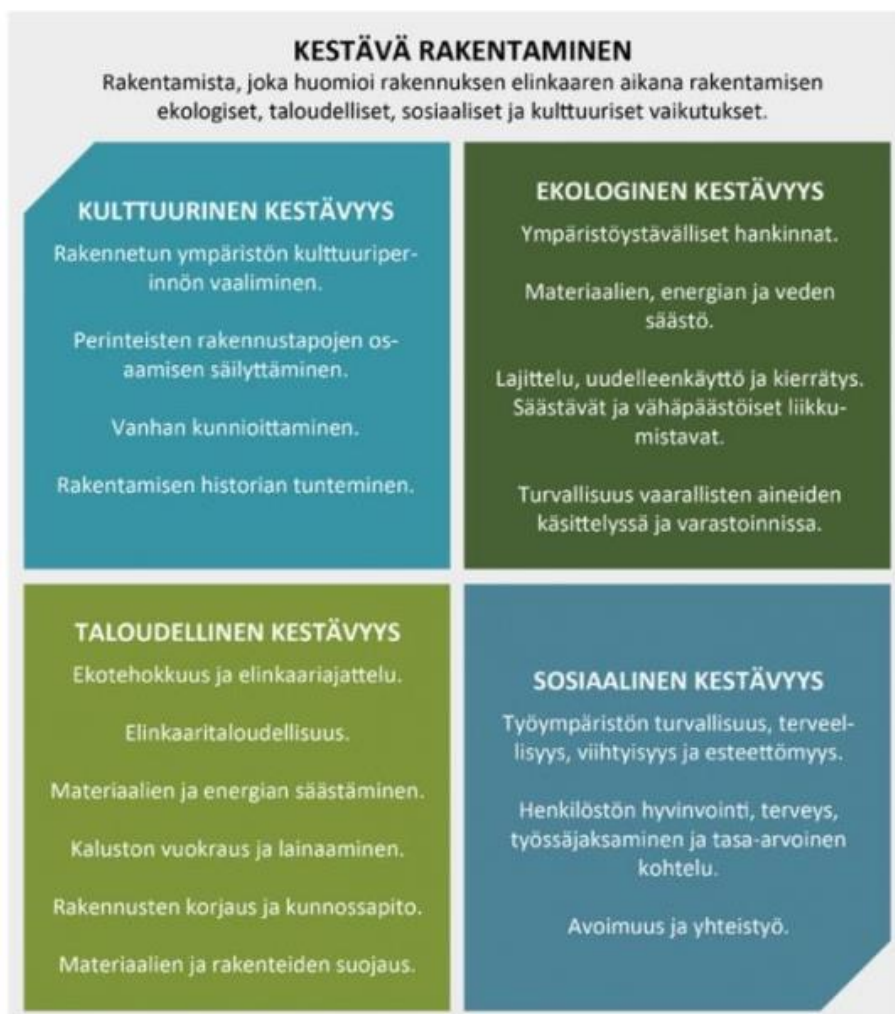 KESTÄVÄ RAKENTAMINEN
Rakentamista, joka huomioi rakennuksen elinkaaren aikana rakentamisen
ekologiset, taloudelliset, sosiaaliset ja kulttuuriset vaikutukset.
KULTTUURINEN KESTÄVYYS
Rakennetun ympäristön kulttuuriper-
innön vaaliminen.
Perinteisten rakennustapojen os-
aamisen säilyttäminen.
Vanhan kunnioittaminen.
Rakentamisen historian tunteminen.
EKOLOGINEN KESTÄVYYS
Ympäristöystävälliset hankinnat.
Materiaalien, energian ja veden
säästö.
Lajittelu, uudelleenkäyttö ja kierrätys.
Säästävät ja vähäpäästöiset liikku-
mistavat.
Turvallisuus vaarallisten aineiden
käsittelyssä ja varastoinnissa.
TALOUDELLINEN KESTÄVYYS
Ekotehokkuus ja elinkaariajattelu.
Elinkaaritaloudellisuus.
Materiaalien ja energian säästäminen.
Kaluston vuokraus ja lainaaminen.
Rakennusten korjaus ja kunnossapito.
Materiaalien ja rakenteiden suojaus.
SOSIAALINEN KESTÄVYYS
Työympäristön turvallisuus, terveel-
lisyys, viihtyisyys ja esteettömyys.
Henkilöstön hyvinvointi, terveys,
työssäjaksaminen ja tasa-arvoinen
kohtelu.
Avoimuus ja yhteistyö.